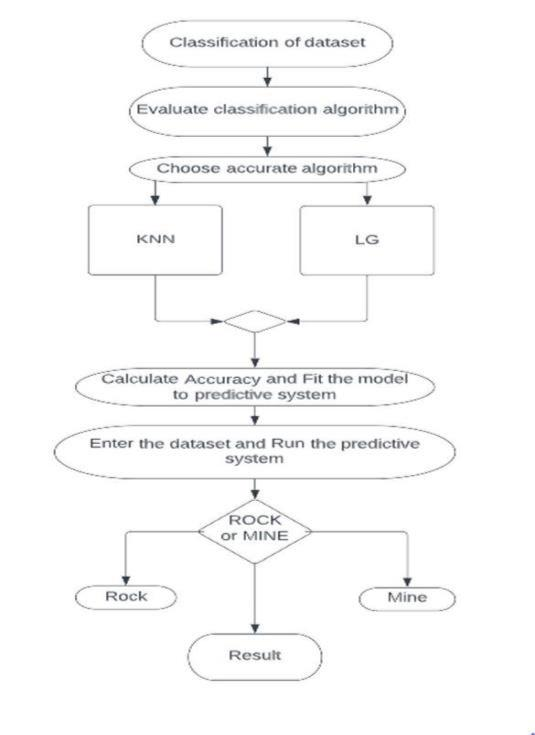 Classification of dataset
Evaluate classification algorithm
Choose accurate algorithm
KNN
LG
Calculate Accuracy and Fit the model
to predictive system
Enter the dataset and Run the predictive
system
ROCK
or MINE
Rock
Mine
Result